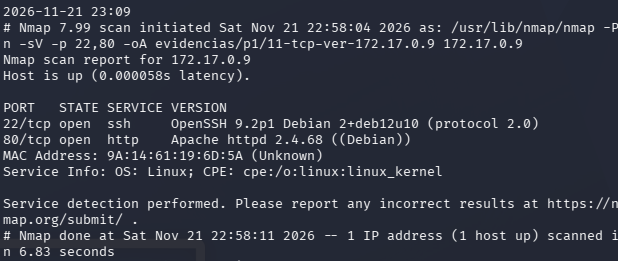 2026-11-21 23:09
# Nmap 7.99 scan initiated Sat Nov 21 22:58:04 2026 as: /usr/lib/nmap/nmap -P
n -sV -p 22,80 -oA evidencias/p1/11-tcp-ver-172.17.0.9 172.17.0.9
Nmap scan report for 172.17.0.9
Host is up (0.000058s latency).
PORT   STATE SERVICE VERSION
22/tcp open  ssh     OpenSSH 9.2p1 Debian 2+deb12u10 (protocol 2.0)
80/tcp open  http    Apache httpd 2.4.68 ((Debian))
MAC Address: 9A:14:61:19:6D:5A (Unknown)
Service Info: OS: Linux; CPE: cpe:/o:linux:linux_kernel
Service detection performed. Please report any incorrect results at https://n
map.org/submit/ .
# Nmap done at Sat Nov 21 22:58:11 2026 -- 1 IP address (1 host up) scanned i
n 6.83 seconds